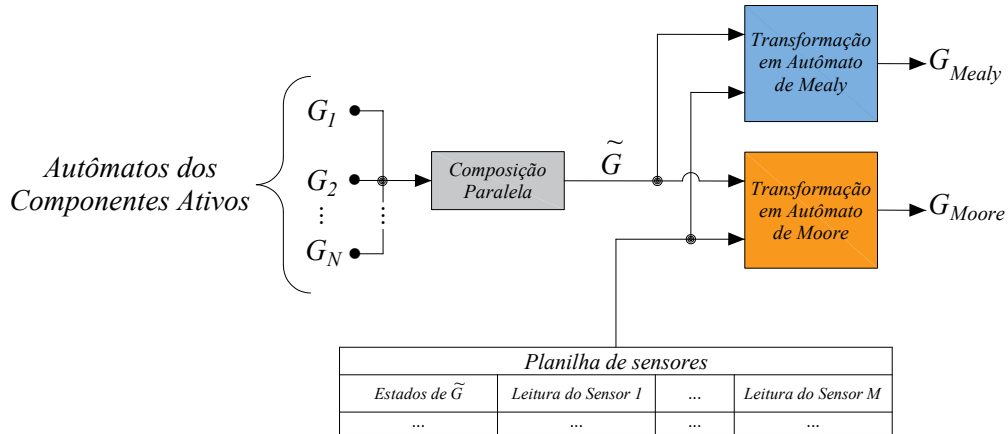 Autômatos dos
Componentes Ativos
G1
G2
⋮ ⋮
GN
Composição
Paralela
G̃
Transformação
em Autômato
de Mealy
GMealy
Transformação
em Autômato
de Moore
GMoore
Planilha de sensores
Estados de G̃ Leitura do Sensor 1 ... Leitura do Sensor M
... ... ... ...